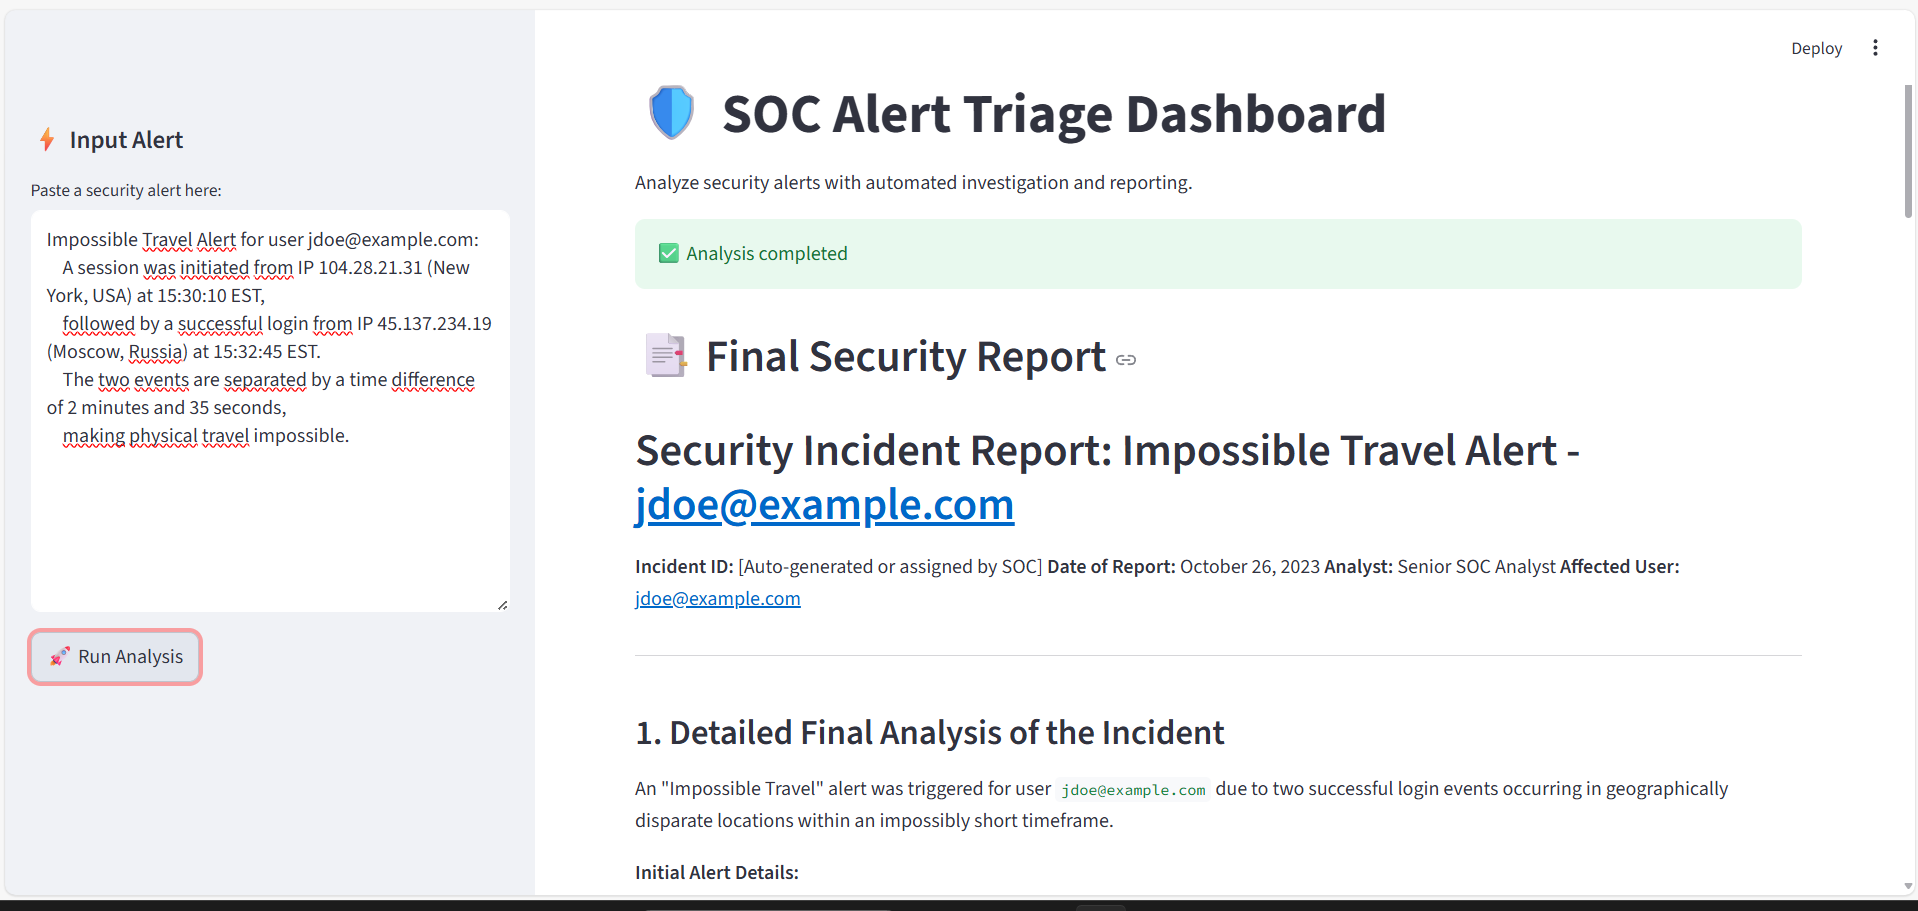 Deploy
Input Alert
Paste a security alert here:
Impossible Travel Alert for user jdoe@example.com:
A session was initiated from IP 104.28.21.31 (New
York, USA) at 15:30:10 EST,
followed by a successful login from IP 45.137.234.19
(Moscow, Russia) at 15:32:45 EST.
The two events are separated by a time difference
of 2 minutes and 35 seconds,
making physical travel impossible.
Run Analysis
SOC Alert Triage Dashboard
Analyze security alerts with automated investigation and reporting.
Analysis completed
Final Security Report
Security Incident Report: Impossible Travel Alert -
jdoe@example.com
Incident ID: [Auto-generated or assigned by SOC] Date of Report: October 26, 2023 Analyst: Senior SOC Analyst Affected User:
jdoe@example.com
1. Detailed Final Analysis of the Incident
An "Impossible Travel" alert was triggered for user jdoe@example.com due to two successful login events occurring in geographically
disparate locations within an impossibly short timeframe.
Initial Alert Details: